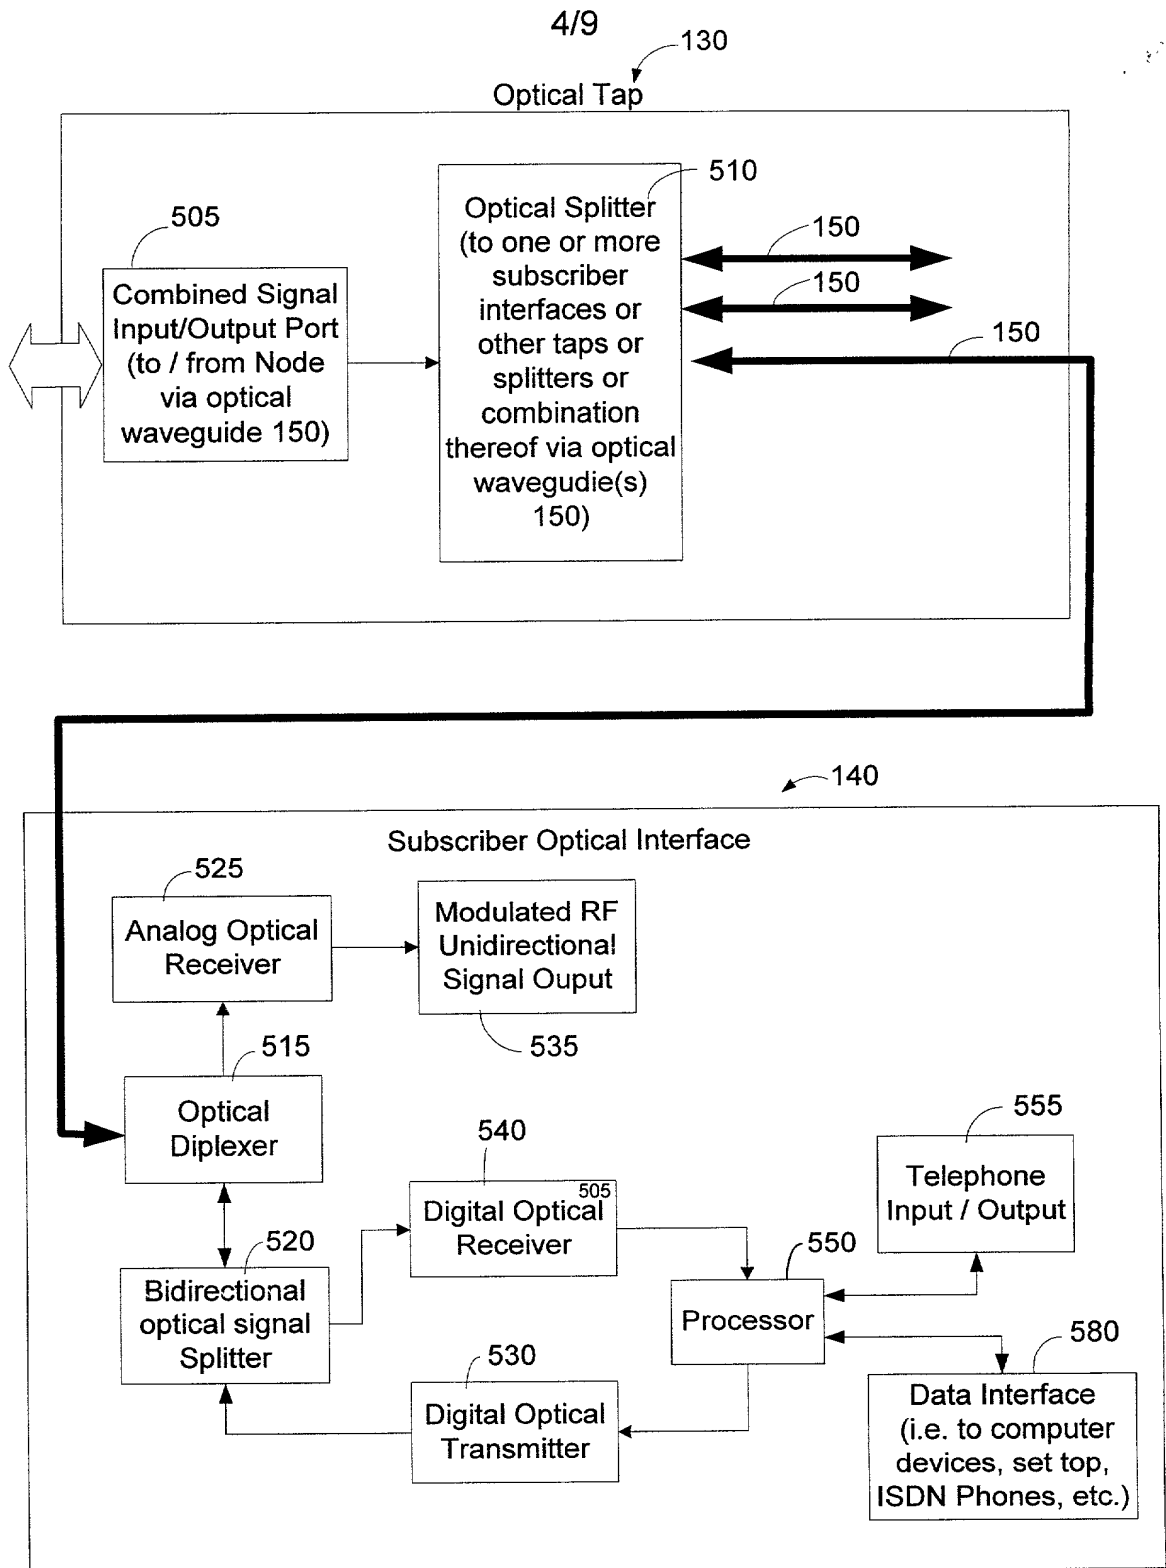 4/9
130
Optical Tap
505
Combined Signal
Input/Output Port
(to / from Node
via optical
waveguide 150)
510
Optical Splitter
(to one or more
subscriber
interfaces or
other taps or
splitters or
combination
thereof via optical
wavegudie(s)
150)
150
150
150
140
Subscriber Optical Interface
525
Analog Optical
Receiver
Modulated RF
Unidirectional
Signal Ouput
535
515
Optical
Diplexer
540
505
Digital Optical
Receiver
555
Telephone
Input / Output
520
Bidirectional
optical signal
Splitter
550
Processor
530
Digital Optical
Transmitter
580
Data Interface
(i.e. to computer
devices, set top,
ISDN Phones, etc.)